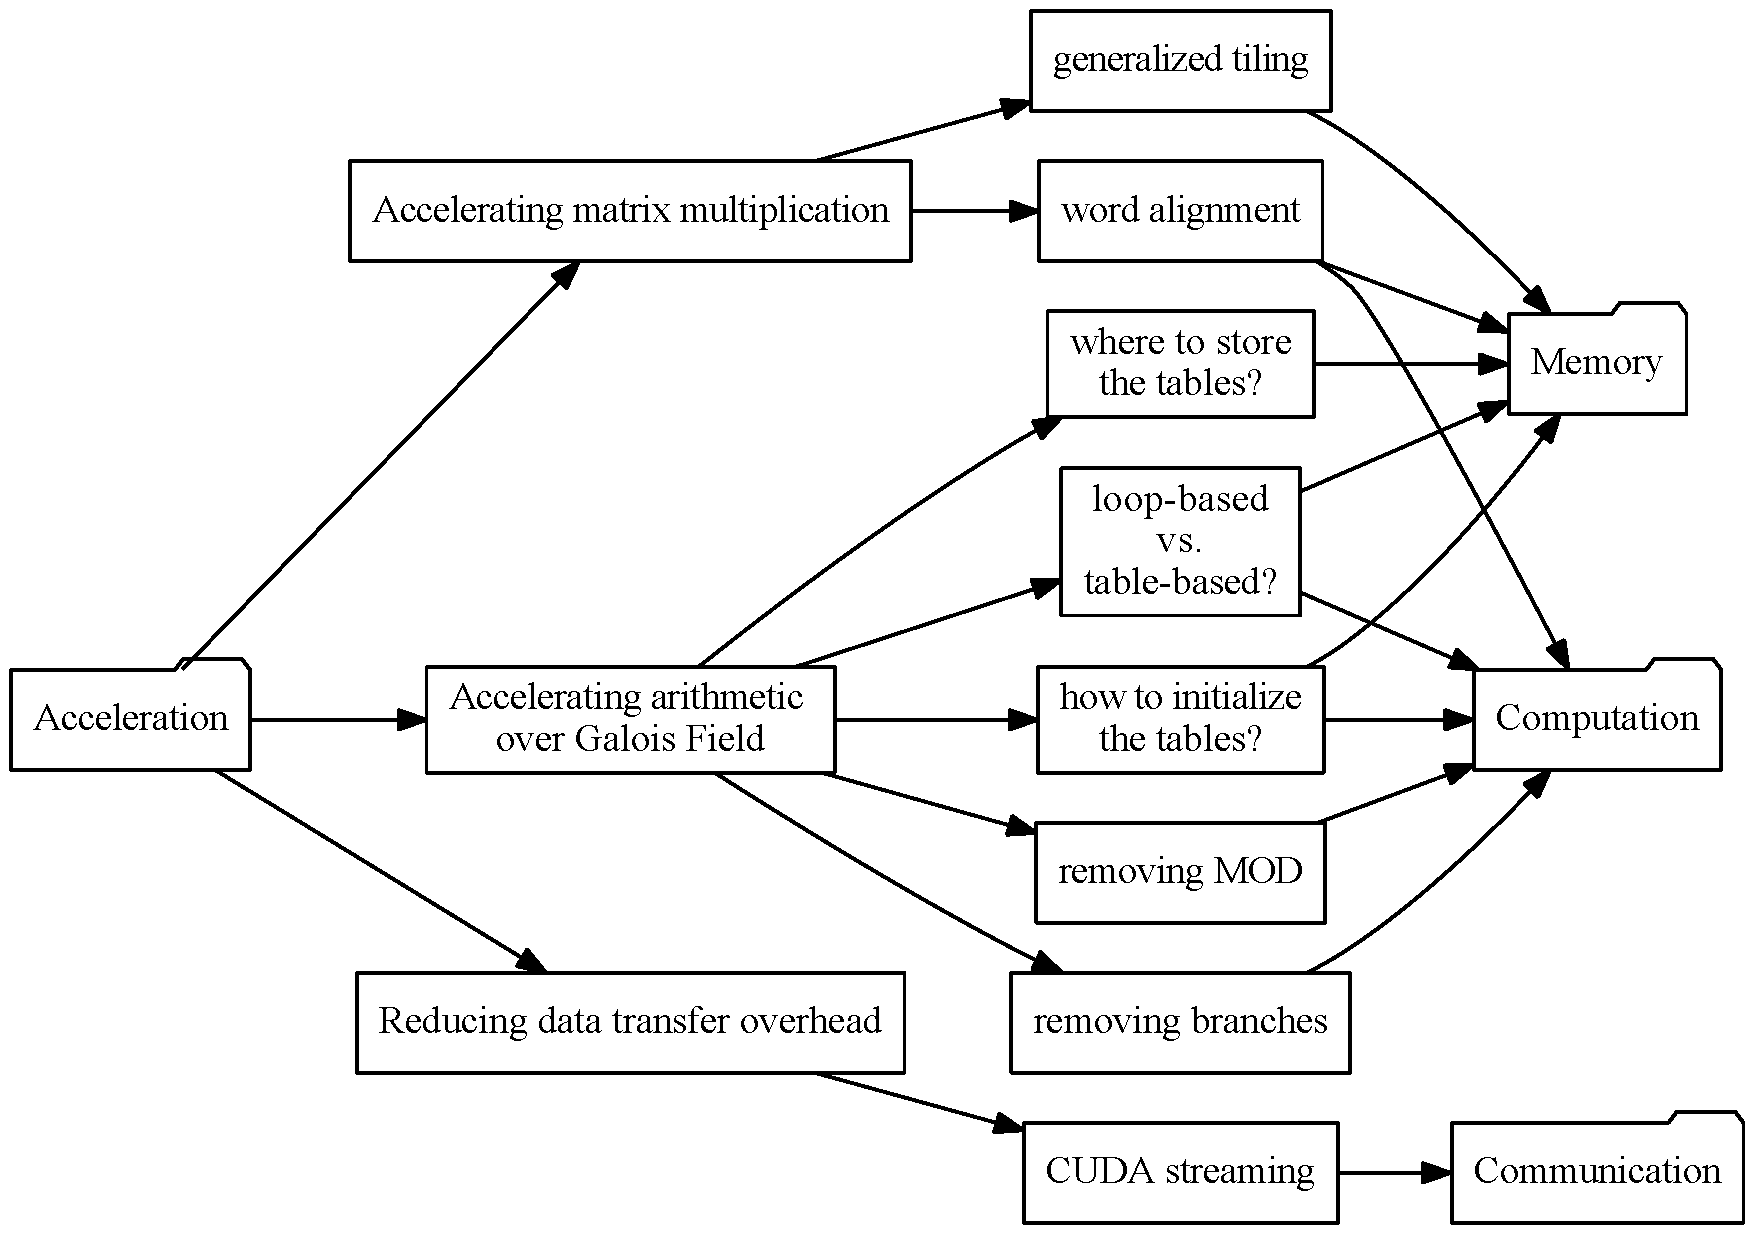 generalized tiling
Accelerating matrix multiplication
word alignment
where to store
the tables?
Memory
loop-based
vs.
table-based?
Acceleration
Accelerating arithmetic
over Galois Field
how to initialize
the tables?
Computation
removing MOD
Reducing data transfer overhead
removing branches
CUDA streaming
Communication